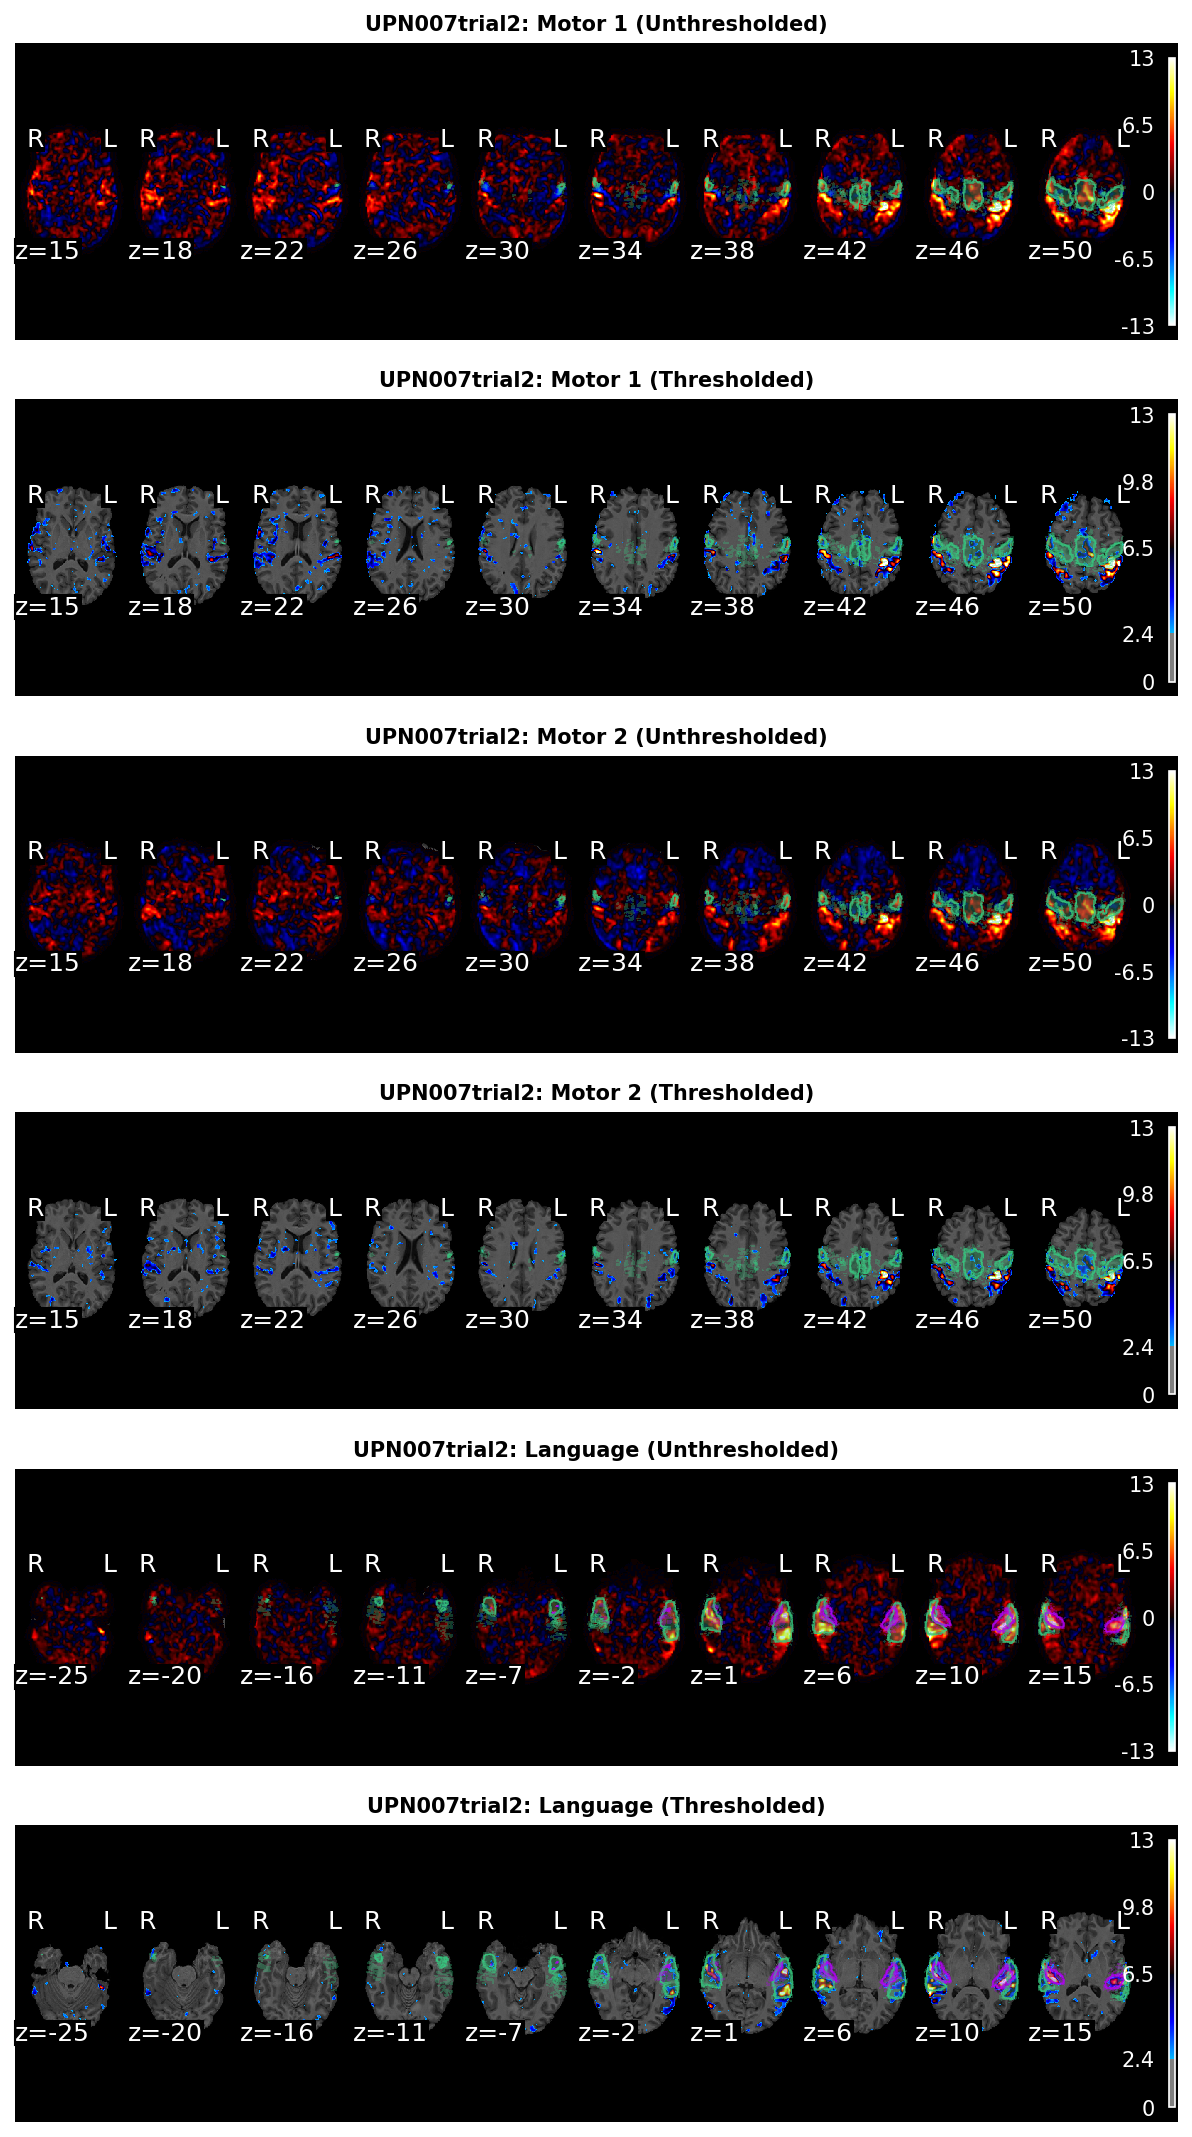 UPN007trial2: Motor 1 (Unthresholded)
13
R L R L R L R L R L R L R L R L R L R L
6.5
0
z=15 z=18 z=22 z=26 z=30 z=34 z=38 z=42 z=46 z=50
-6.5
-13
UPN007trial2: Motor 1 (Thresholded)
13
9.8
R L R L R L R L R L R L R L R L R L R L
6.5
z=15 z=18 z=22 z=26 z=30 z=34 z=38 z=42 z=46 z=50
2.4
0
UPN007trial2: Motor 2 (Unthresholded)
13
6.5
R L R L R L R L R L R L R L R L R L R L
0
z=15 z=18 z=22 z=26 z=30 z=34 z=38 z=42 z=46 z=50
-6.5
-13
UPN007trial2: Motor 2 (Thresholded)
13
9.8
R L R L R L R L R L R L R L R L R L R L
6.5
z=15 z=18 z=22 z=26 z=30 z=34 z=38 z=42 z=46 z=50
2.4
0
UPN007trial2: Language (Unthresholded)
13
6.5
R L R L R L R L R L R L R L R L R L R L
0
z=-25 z=-20 z=-16 z=-11 z=-7 z=-2 z=1 z=6 z=10 z=15
-6.5
-13
UPN007trial2: Language (Thresholded)
13
9.8
R L R L R L R L R L R L R L R L R L R L
6.5
z=-25 z=-20 z=-16 z=-11 z=-7 z=-2 z=1 z=6 z=10 z=15
2.4
0